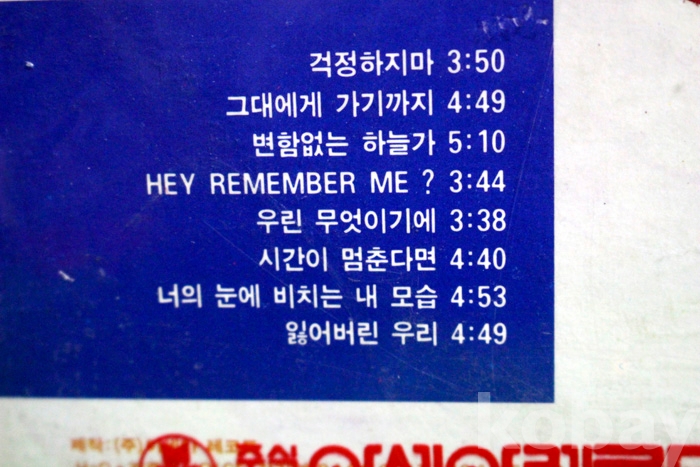 걱정하지마 3:50
그대에게 가기까지 4:49
변함없는 하늘가 5:10
HEY REMEMBER ME ? 3:44
우린 무엇이기에 3:38
시간이 멈춘다면 4:40
너의 눈에 비치는 내 모습 4:53
잃어버린 우리 4:49
kobay